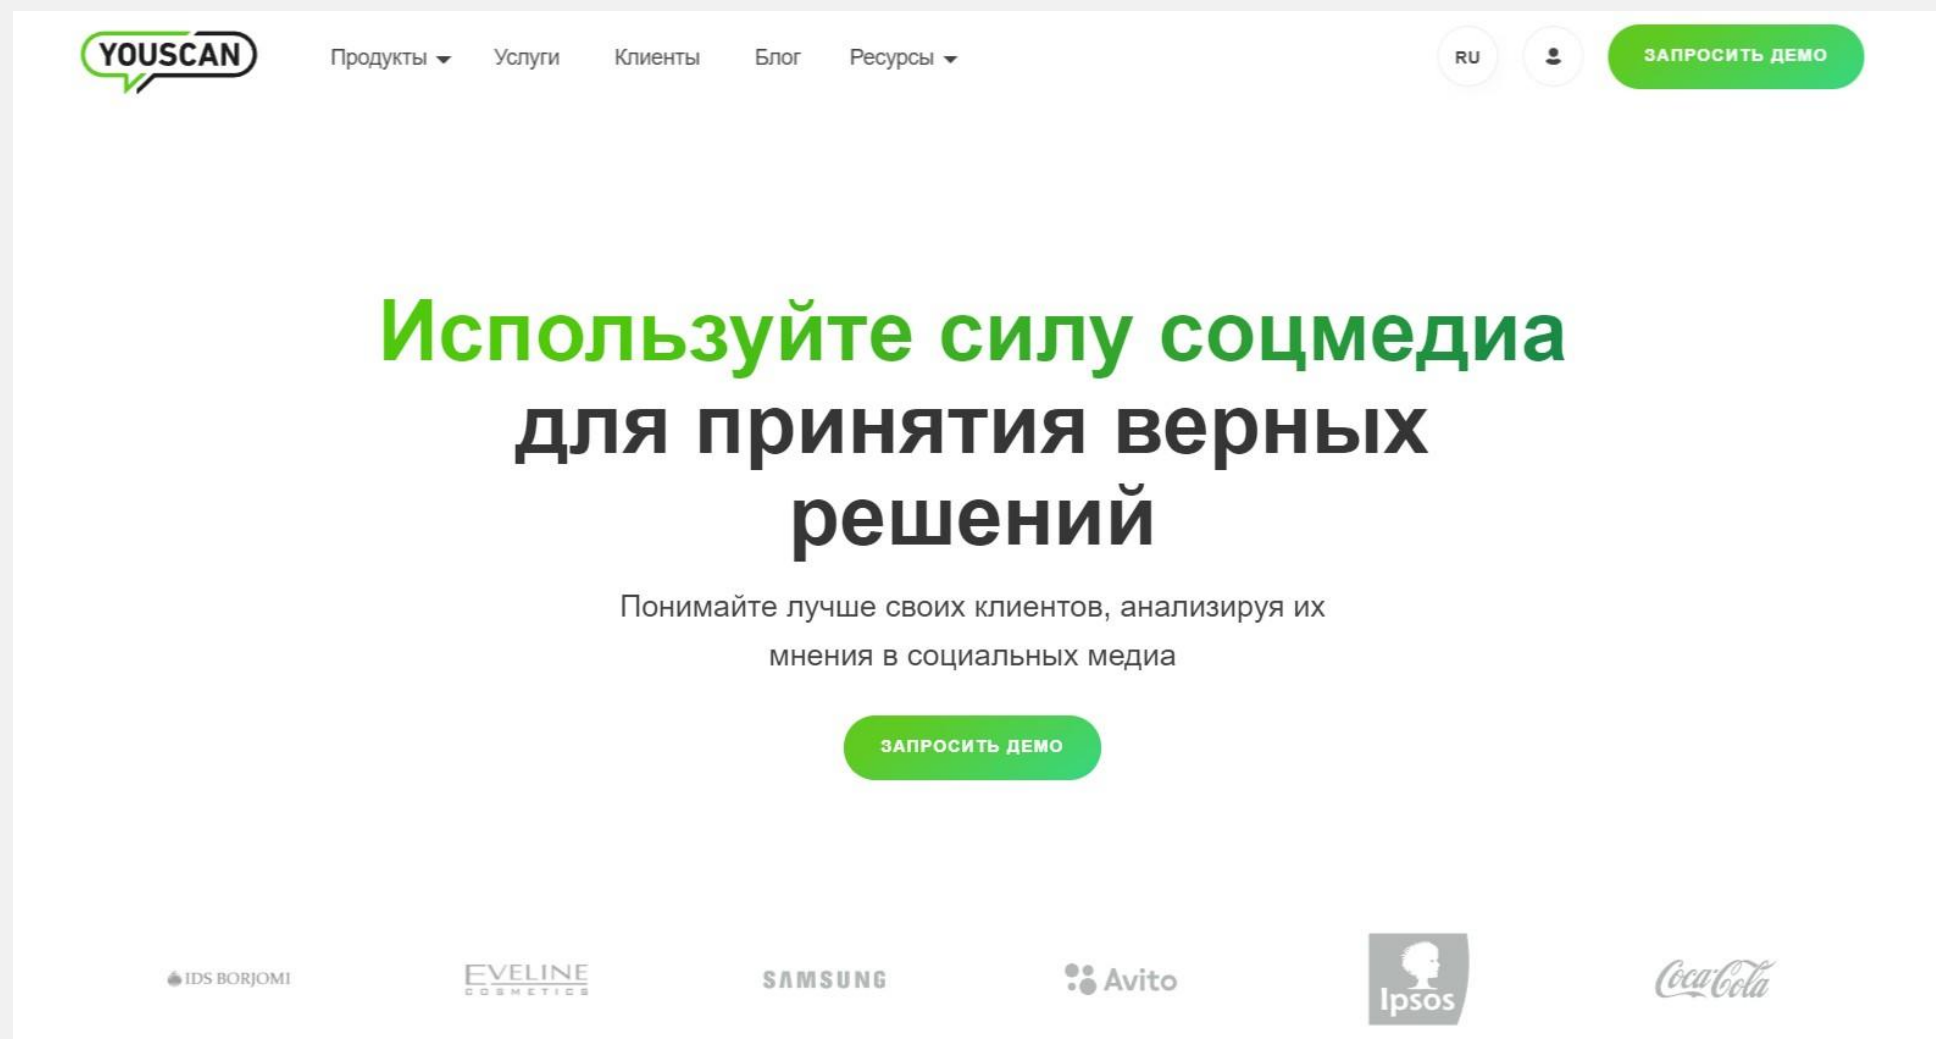 YOUSCAN
Продукты
Услуги
Клиенты
Блог
Ресурсы
RU
ЗАПРОСИТЬ ДЕМО
Используйте силу соцмедиа
для принятия верных
решений
Понимайте лучше своих клиентов, анализируя их
мнения в социальных медиа
ЗАПРОСИТЬ ДЕМО
IDS BORJOMI
EVELINE
COSMETICS
SAMSUNG
Avito
Ipsos
Coca-Cola